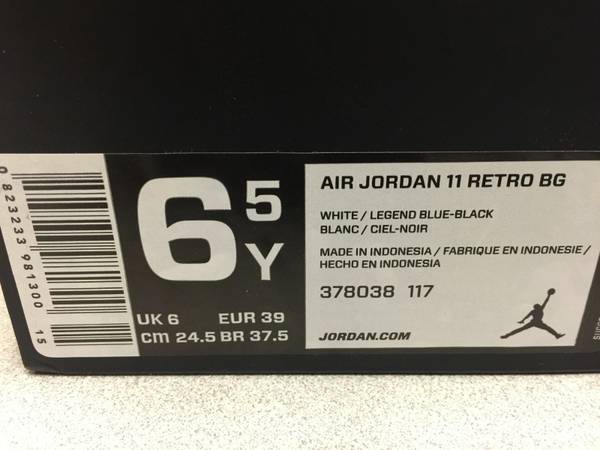 0 823233 981300 15
6 5
Y
UK 6 EUR 39
cm 24.5 BR 37.5
AIR JORDAN 11 RETRO BG
WHITE / LEGEND BLUE-BLACK
BLANC / CIEL-NOIR
MADE IN INDONESIA / FABRIQUE EN INDONESIE /
HECHO EN INDONESIA
378038 117
JORDAN.COM